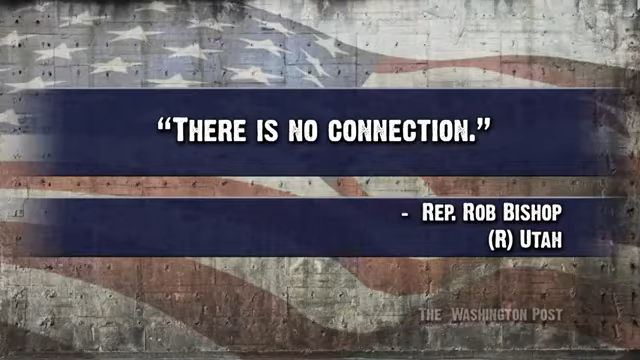 “THERE IS NO CONNECTION.”
- REP. ROB BISHOP
(R) UTAH
THE WASHINGTON POST